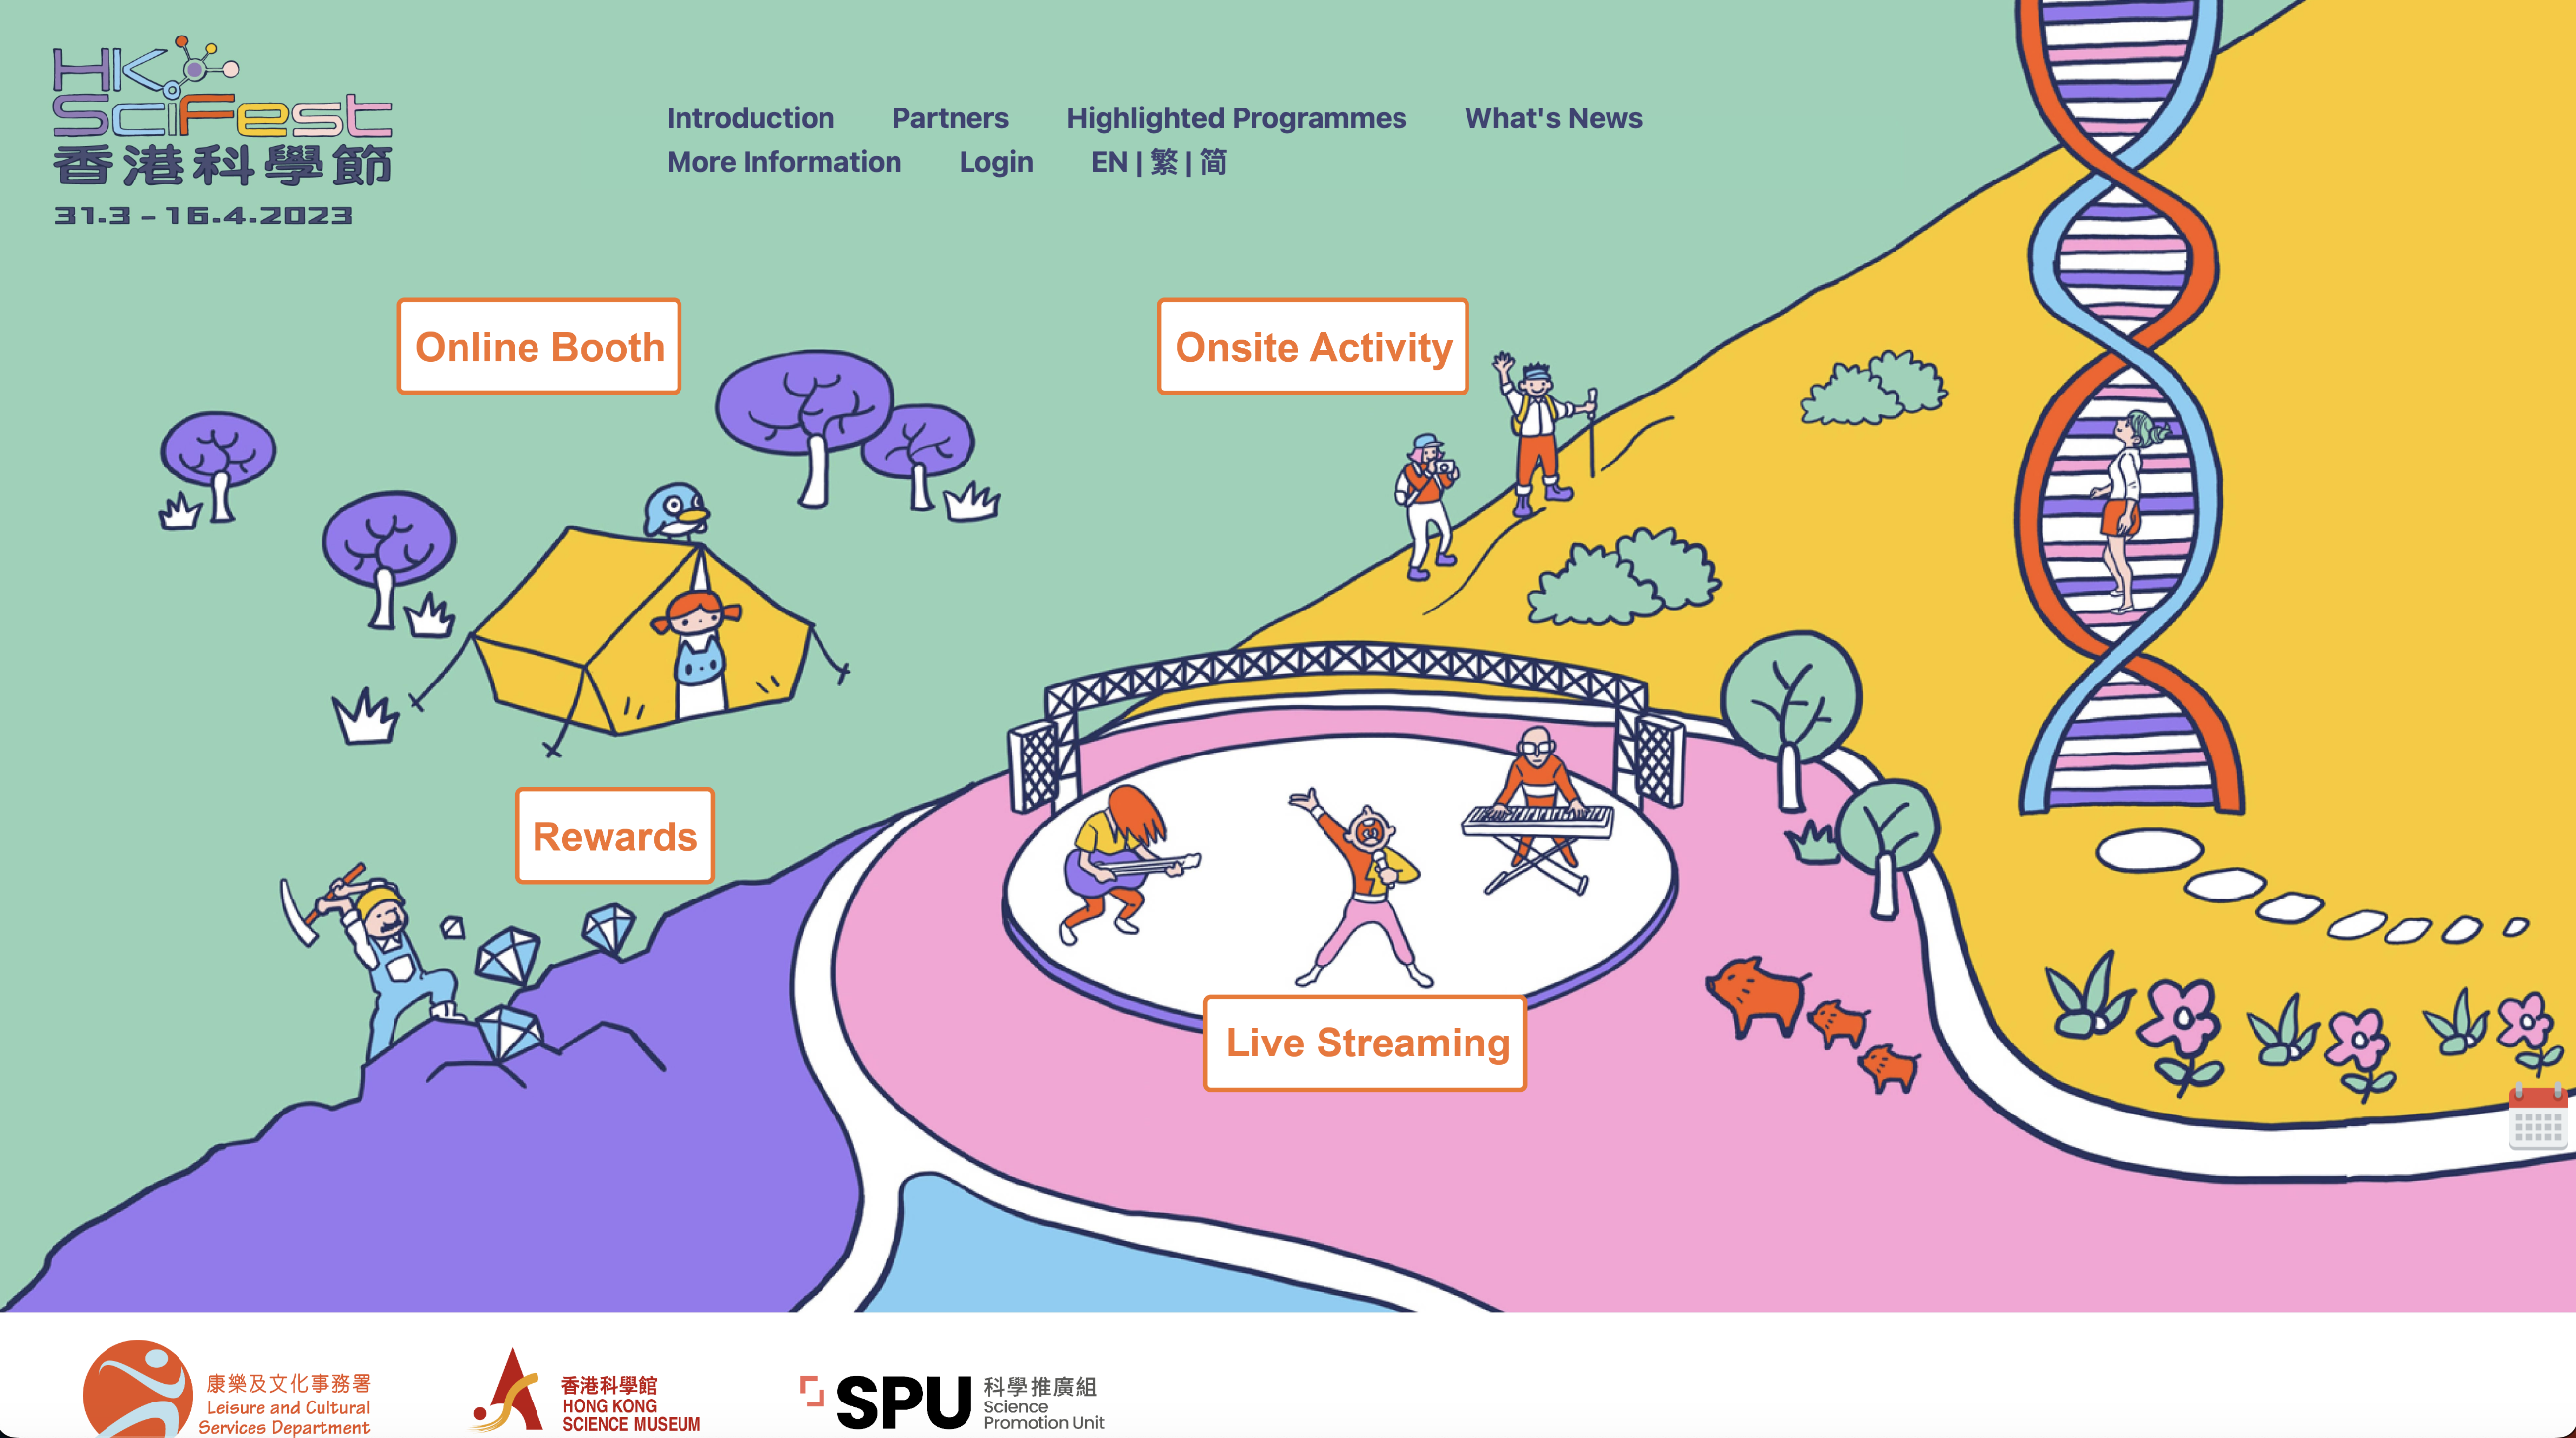 HK
SciFest
香港科學節
31.3 - 16.4.2023
Introduction Partners Highlighted Programmes What's News
More Information Login EN | 繁 | 简
Online Booth
Onsite Activity
Rewards
Live Streaming
康樂及文化事務署
Leisure and Cultural
Services Department
香港科學館
HONG KONG
SCIENCE MUSEUM
SPU
科學推廣組
Science
Promotion Unit